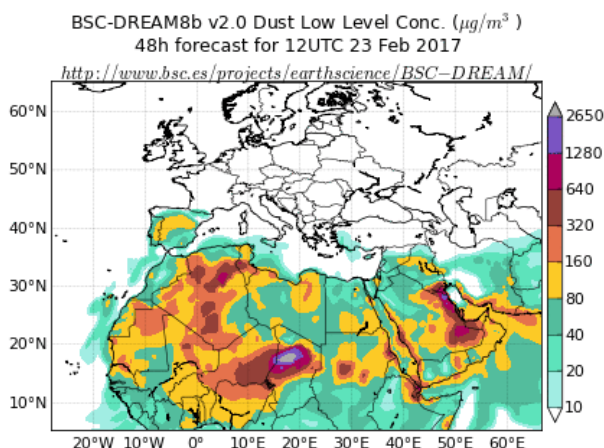 BSC-DREAM8b v2.0 Dust Low Level Conc. (μg/m³ )
48h forecast for 12UTC 23 Feb 2017
http://www.bsc.es/projects/earthscience/BSC−DREAM/
60°N
50°N
40°N
30°N
20°N
10°N
20°W 10°W 0° 10°E 20°E 30°E 40°E 50°E 60°E
2650
1280
640
320
160
80
40
20
10